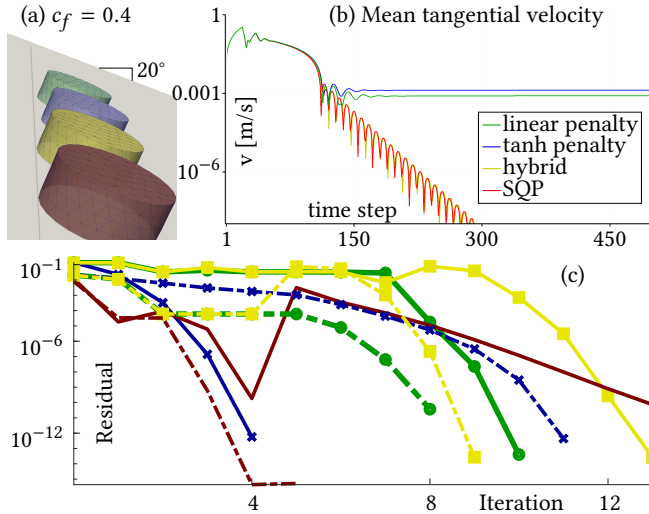 (a) c_f = 0.4
20°
(b) Mean tangential velocity
1
0.001
10^-6
v [m/s]
linear penalty
tanh penalty
hybrid
SQP
time step
1
150
300
450
(c)
10^-1
10^-6
10^-12
Residual
4
8
Iteration
12